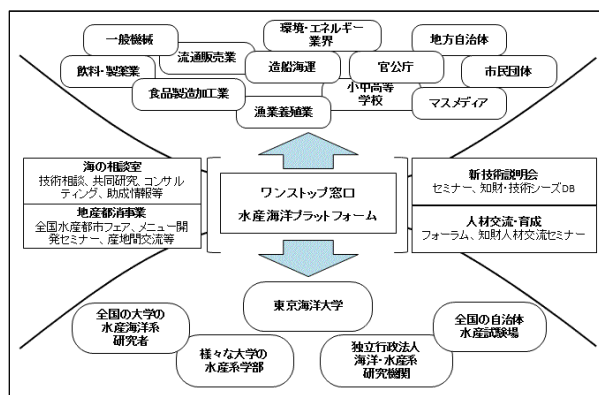 一般機械
環境・エネルギー
業界
地方自治体
流通販売業
飲料・製薬業
造船海運
官公庁
市民団体
食品製造加工業
小中高等
学校
マスメディア
漁業養殖業
海の相談室
技術相談、共同研究、コンサル
ティング、助成情報等
地産都消事業
全国水産都市フェア、メニュー開
発セミナー、産地間交流等
ワンストップ窓口
水産海洋プラットフォーム
新技術説明会
セミナー、知財・技術シーズDB
人材交流・育成
フォーラム、知財人材交流セミナー
東京海洋大学
全国の大学の
水産海洋系
研究者
様々な大学の
水産系学部
独立行政法人
海洋・水産系
研究機関
全国の自治体
水産試験場